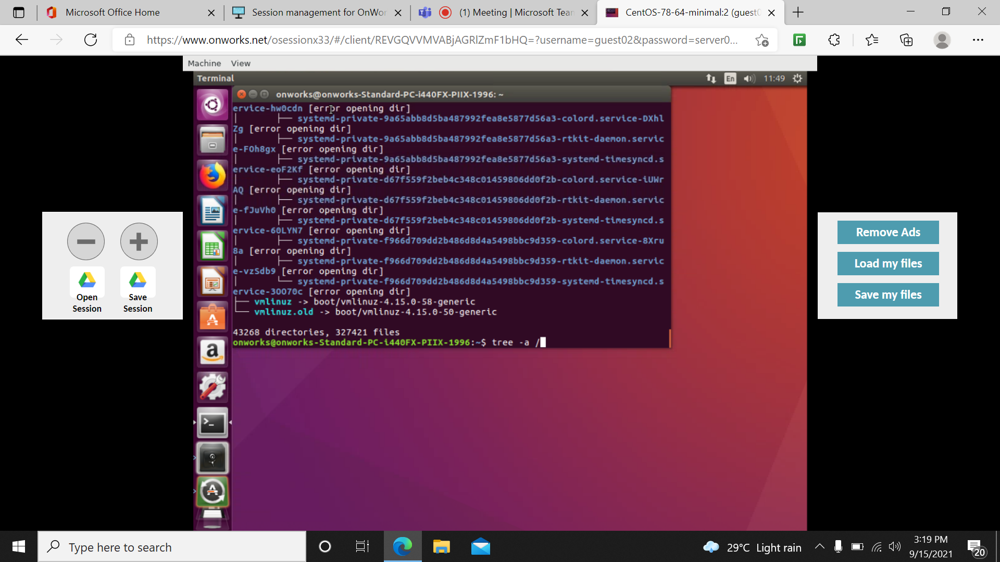 Microsoft Office Home
Session management for OnWor
(1) Meeting | Microsoft Team
CentOS-78-64-minimal:2 (guest0
https://www.onworks.net/osessionx33/#/client/REVGQVVMVABjAGRlZmF1bHQ=?username=guest02&password=server0...
Machine View
Terminal
En
11:49
onworks@onworks-Standard-PC-i440FX-PIIX-1996: ~
ervice-hw0cdn [error opening dir]
│       ├── systemd-private-9a65abb8d5ba487992fea8e5877d56a3-colord.service-DXhl
Zg [error opening dir]
│       ├── systemd-private-9a65abb8d5ba487992fea8e5877d56a3-rtkit-daemon.servic
e-FOh8gx [error opening dir]
│       ├── systemd-private-9a65abb8d5ba487992fea8e5877d56a3-systemd-timesyncd.s
ervice-eoF2Kf [error opening dir]
│       ├── systemd-private-d67f559f2beb4c348c01459806dd0f2b-colord.service-iUWr
AQ [error opening dir]
│       ├── systemd-private-d67f559f2beb4c348c01459806dd0f2b-rtkit-daemon.servic
e-fJuVh0 [error opening dir]
│       ├── systemd-private-d67f559f2beb4c348c01459806dd0f2b-systemd-timesyncd.s
ervice-60LYN7 [error opening dir]
│       ├── systemd-private-f966d709dd2b486d8d4a5498bbc9d359-colord.service-8Xru
8a [error opening dir]
│       ├── systemd-private-f966d709dd2b486d8d4a5498bbc9d359-rtkit-daemon.servic
e-vzSdb9 [error opening dir]
│       └── systemd-private-f966d709dd2b486d8d4a5498bbc9d359-systemd-timesyncd.s
ervice-3OO70c [error opening dir]
├── vmlinuz -> boot/vmlinuz-4.15.0-58-generic
└── vmlinuz.old -> boot/vmlinuz-4.15.0-50-generic
43268 directories, 327421 files
onworks@onworks-Standard-PC-i440FX-PIIX-1996:~$ tree -a /
Open
Session
Save
Session
Remove Ads
Load my files
Save my files
Type here to search
29°C Light rain
3:19 PM
9/15/2021
20